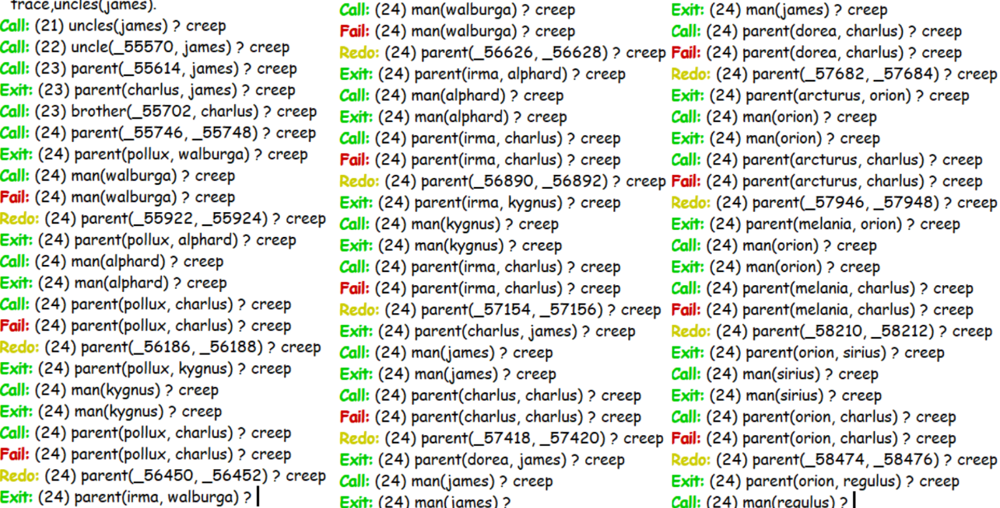 trace,uncles(james).
Call: (21) uncles(james) ? creep
Call: (22) uncle(_55570, james) ? creep
Call: (23) parent(_55614, james) ? creep
Exit: (23) parent(charlus, james) ? creep
Call: (23) brother(_55702, charlus) ? creep
Call: (24) parent(_55746, _55748) ? creep
Exit: (24) parent(pollux, walburga) ? creep
Call: (24) man(walburga) ? creep
Fail: (24) man(walburga) ? creep
Redo: (24) parent(_55922, _55924) ? creep
Exit: (24) parent(pollux, alphard) ? creep
Call: (24) man(alphard) ? creep
Exit: (24) man(alphard) ? creep
Call: (24) parent(pollux, charlus) ? creep
Fail: (24) parent(pollux, charlus) ? creep
Redo: (24) parent(_56186, _56188) ? creep
Exit: (24) parent(pollux, kygnus) ? creep
Call: (24) man(kygnus) ? creep
Exit: (24) man(kygnus) ? creep
Call: (24) parent(pollux, charlus) ? creep
Fail: (24) parent(pollux, charlus) ? creep
Redo: (24) parent(_56450, _56452) ? creep
Exit: (24) parent(irma, walburga) ?
Call: (24) man(walburga) ? creep
Fail: (24) man(walburga) ? creep
Redo: (24) parent(_56626, _56628) ? creep
Exit: (24) parent(irma, alphard) ? creep
Call: (24) man(alphard) ? creep
Exit: (24) man(alphard) ? creep
Call: (24) parent(irma, charlus) ? creep
Fail: (24) parent(irma, charlus) ? creep
Redo: (24) parent(_56890, _56892) ? creep
Exit: (24) parent(irma, kygnus) ? creep
Call: (24) man(kygnus) ? creep
Exit: (24) man(kygnus) ? creep
Call: (24) parent(irma, charlus) ? creep
Fail: (24) parent(irma, charlus) ? creep
Redo: (24) parent(_57154, _57156) ? creep
Exit: (24) parent(charlus, james) ? creep
Call: (24) man(james) ? creep
Exit: (24) man(james) ? creep
Call: (24) parent(charlus, charlus) ? creep
Fail: (24) parent(charlus, charlus) ? creep
Redo: (24) parent(_57418, _57420) ? creep
Exit: (24) parent(dorea, james) ? creep
Call: (24) man(james) ? creep
Exit: (24) man(james) ?
Exit: (24) man(james) ? creep
Call: (24) parent(dorea, charlus) ? creep
Fail: (24) parent(dorea, charlus) ? creep
Redo: (24) parent(_57682, _57684) ? creep
Exit: (24) parent(arcturus, orion) ? creep
Call: (24) man(orion) ? creep
Exit: (24) man(orion) ? creep
Call: (24) parent(arcturus, charlus) ? creep
Fail: (24) parent(arcturus, charlus) ? creep
Redo: (24) parent(_57946, _57948) ? creep
Exit: (24) parent(melania, orion) ? creep
Call: (24) man(orion) ? creep
Exit: (24) man(orion) ? creep
Call: (24) parent(melania, charlus) ? creep
Fail: (24) parent(melania, charlus) ? creep
Redo: (24) parent(_58210, _58212) ? creep
Exit: (24) parent(orion, sirius) ? creep
Call: (24) man(sirius) ? creep
Exit: (24) man(sirius) ? creep
Call: (24) parent(orion, charlus) ? creep
Fail: (24) parent(orion, charlus) ? creep
Redo: (24) parent(_58474, _58476) ? creep
Exit: (24) parent(orion, regulus) ? creep
Call: (24) man(regulus) ?